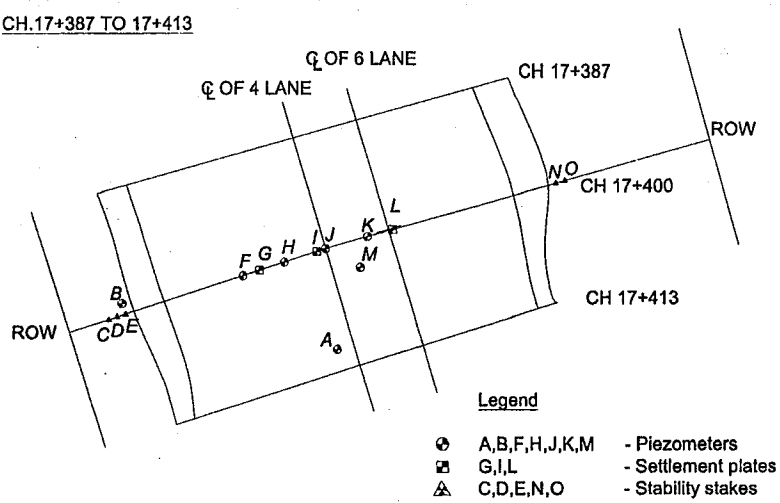 CH.17+387 TO 17+413
℄ OF 6 LANE
℄ OF 4 LANE
CH 17+387
ROW
N O
CH 17+400
L
K
I J
M
H
G
F
B
CH 17+413
ROW
C D E
A
Legend
A,B,F,H,J,K,M - Piezometers
G,I,L - Settlement plates
C,D,E,N,O - Stability stakes